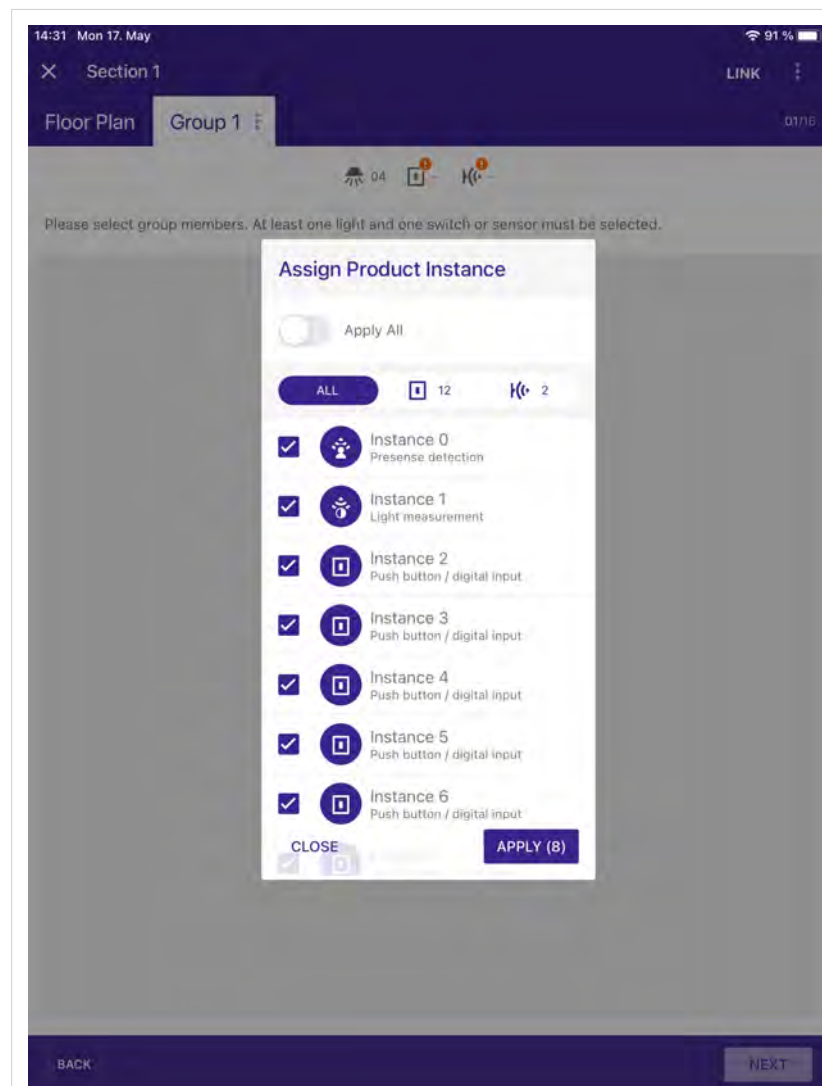 14:31 Mon 17. May 91 %
Section 1 LINK
Floor Plan Group 1 01/16
04 - -
Please select group members. At least one light and one switch or sensor must be selected.
Assign Product Instance
Apply All
ALL 12 2
Instance 0
Presense detection
Instance 1
Light measurement
Instance 2
Push button / digital input
Instance 3
Push button / digital input
Instance 4
Push button / digital input
Instance 5
Push button / digital input
Instance 6
Push button / digital input
CLOSE APPLY (8)
BACK NEXT